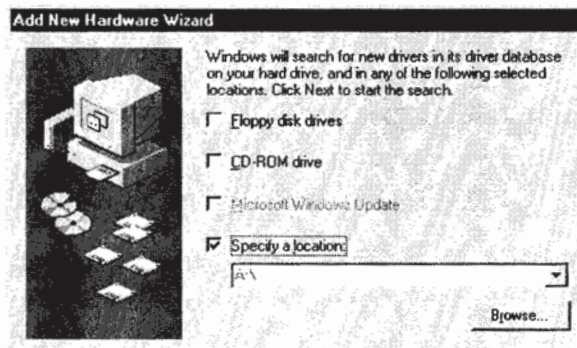 Add New Hardware Wizard
Windows will search for new drivers in its driver database
on your hard drive, and in any of the following selected
locations. Click Next to start the search.
Floppy disk drives
CD-ROM drive
Microsoft Windows Update
Specify a location:
A:\
Browse...